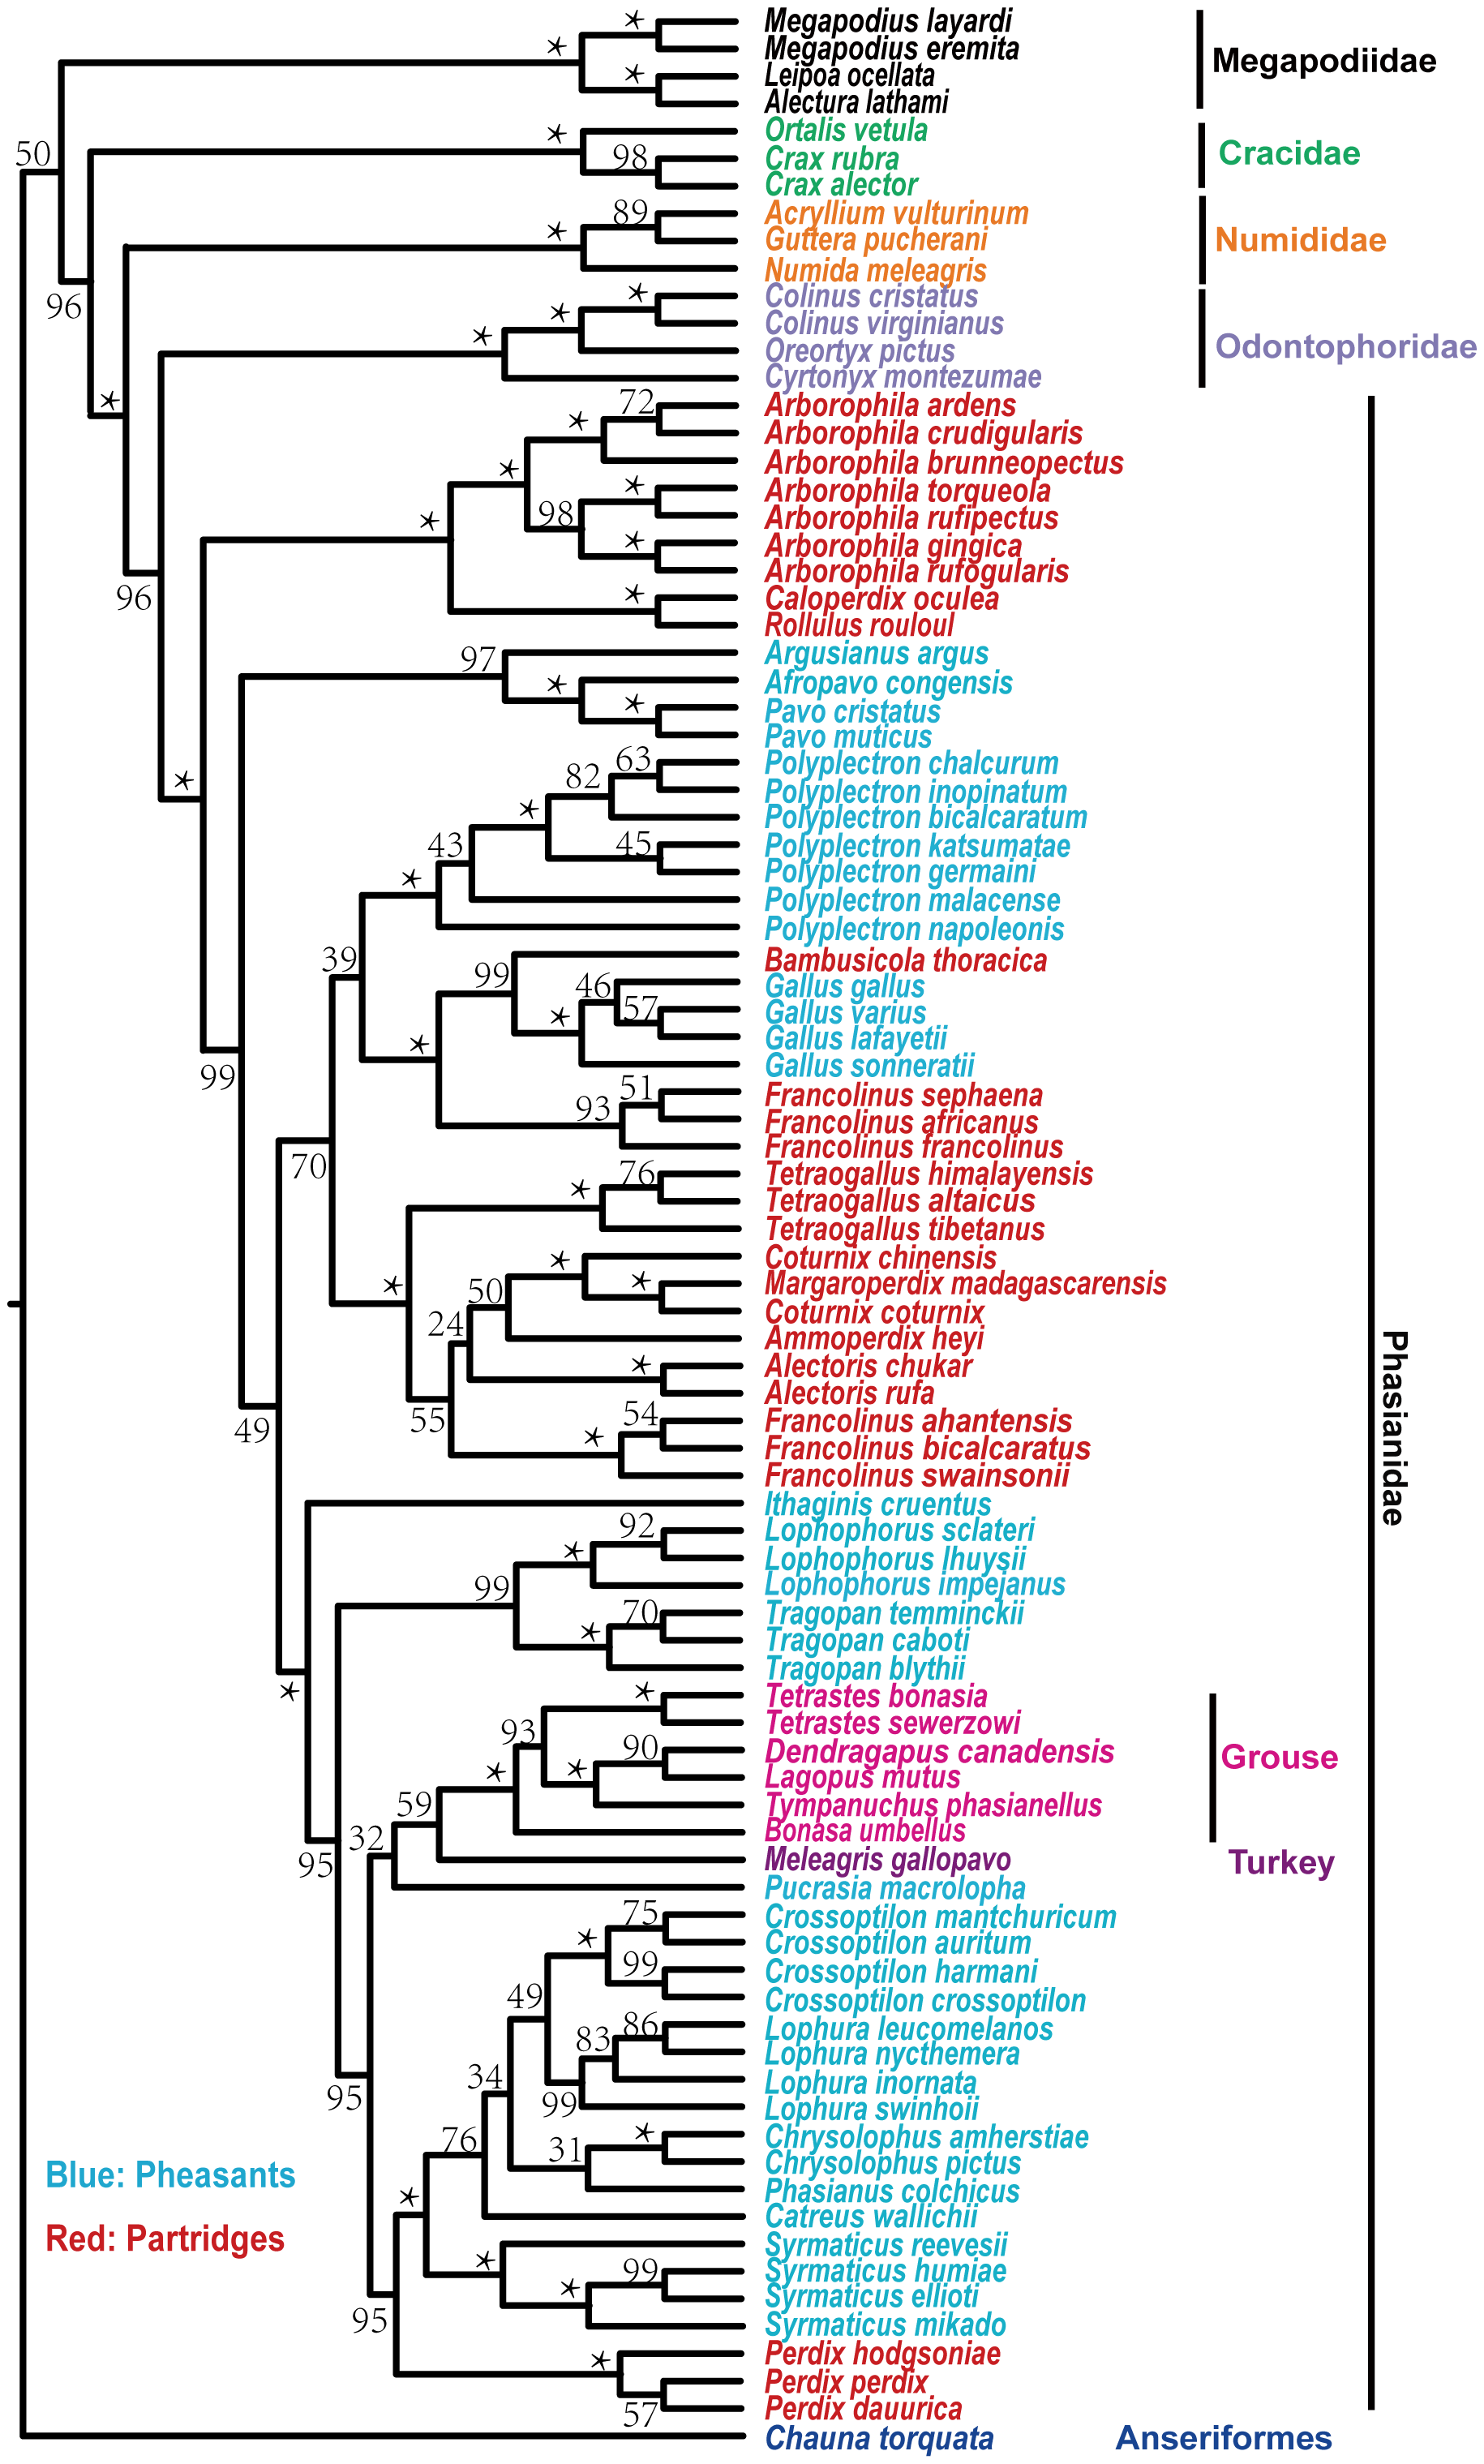 * Megapodius layardi
* Megapodius eremita
* Leipoa ocellata
Alectura lathami
Megapodiidae
50
* Ortalis vetula
98 Crax rubra
Crax alector
Cracidae
89 Acryllium vulturinum
* Guttera pucherani
Numida meleagris
Numididae
96
* Colinus cristatus
* Colinus virginianus
* Oreortyx pictus
Cyrtonyx montezumae
Odontophoridae
*
72 Arborophila ardens
* Arborophila crudigularis
* Arborophila brunneopectus
* Arborophila torqueola
98 Arborophila rufipectus
* * Arborophila gingica
Arborophila rufogularis
96
* Caloperdix oculea
Rollulus rouloul
97 Argusianus argus
* Afropavo congensis
* Pavo cristatus
Pavo muticus
63 Polyplectron chalcurum
* 82 Polyplectron inopinatum
* Polyplectron bicalcaratum
43 45 Polyplectron katsumatae
* Polyplectron germaini
Polyplectron malacense
Polyplectron napoleonis
39 Bambusicola thoracica
99 46 Gallus gallus
* 57 Gallus varius
* Gallus lafayetii
Gallus sonneratii
99
51 Francolinus sephaena
93 Francolinus africanus
Francolinus francolinus
70
76 Tetraogallus himalayensis
* Tetraogallus altaicus
Tetraogallus tibetanus
* Coturnix chinensis
* * Margaroperdix madagascarensis
50 Coturnix coturnix
24 Ammoperdix heyi
* Alectoris chukar
Alectoris rufa
55 54 Francolinus ahantensis
49 * Francolinus bicalcaratus
Francolinus swainsonii
Phasianidae
Ithaginis cruentus
92 Lophophorus sclateri
* Lophophorus lhuysii
99 Lophophorus impejanus
70 Tragopan temminckii
* Tragopan caboti
Tragopan blythii
*
* Tetrastes bonasia
93 Tetrastes sewerzowi
90 Dendragapus canadensis
* * Lagopus mutus
59 Tympanuchus phasianellus
32 Bonasa umbellus
Grouse
95 Meleagris gallopavo Turkey
Pucrasia macrolopha
75 Crossoptilon mantchuricum
* Crossoptilon auritum
99 Crossoptilon harmani
49 Crossoptilon crossoptilon
86 Lophura leucomelanos
83 Lophura nycthemera
34 Lophura inornata
95 99 Lophura swinhoii
76 * Chrysolophus amherstiae
31 Chrysolophus pictus
Phasianus colchicus
* Catreus wallichii
Blue: Pheasants
Red: Partridges
* Syrmaticus reevesii
99 Syrmaticus humiae
* Syrmaticus ellioti
95 Syrmaticus mikado
* Perdix hodgsoniae
Perdix perdix
57 Perdix dauurica
Chauna torquata Anseriformes